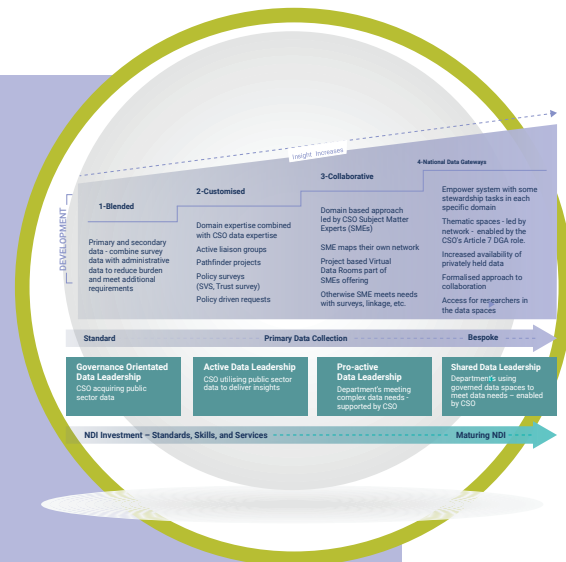 Insight Increases
DEVELOPMENT
1-Blended
Primary and secondary
data - combine survey
data with administrative
data to reduce burden
and meet additional
requirements
2-Customised
Domain expertise combined
with CSO data expertise
Active liaison groups
Pathfinder projects
Policy surveys
(SVS, Trust survey)
Policy driven requests
3-Collaborative
Domain based approach
led by CSO Subject Matter
Experts (SMEs)
SME maps their own network
Project based Virtual
Data Rooms part of
SMEs offering
Otherwise SME meets needs
with surveys, linkage, etc.
4-National Data Gateways
Empower system with some
stewardship tasks in each
specific domain
Thematic spaces - led by
network - enabled by the
CSO's Article 7 DGA role.
Increased availability of
privately held data
Formalised approach to
collaboration
Access for researchers in
the data spaces
Standard
Primary Data Collection
Bespoke
Governance Orientated
Data Leadership
CSO acquiring public
sector data
Active Data Leadership
CSO utilising public sector
data to deliver insights
Pro-active
Data Leadership
Department's meeting
complex data needs -
supported by CSO
Shared Data Leadership
Department's using
governed data spaces to
meet data needs – enabled
by CSO
NDI Investment – Standards, Skills, and Services
Maturing NDI